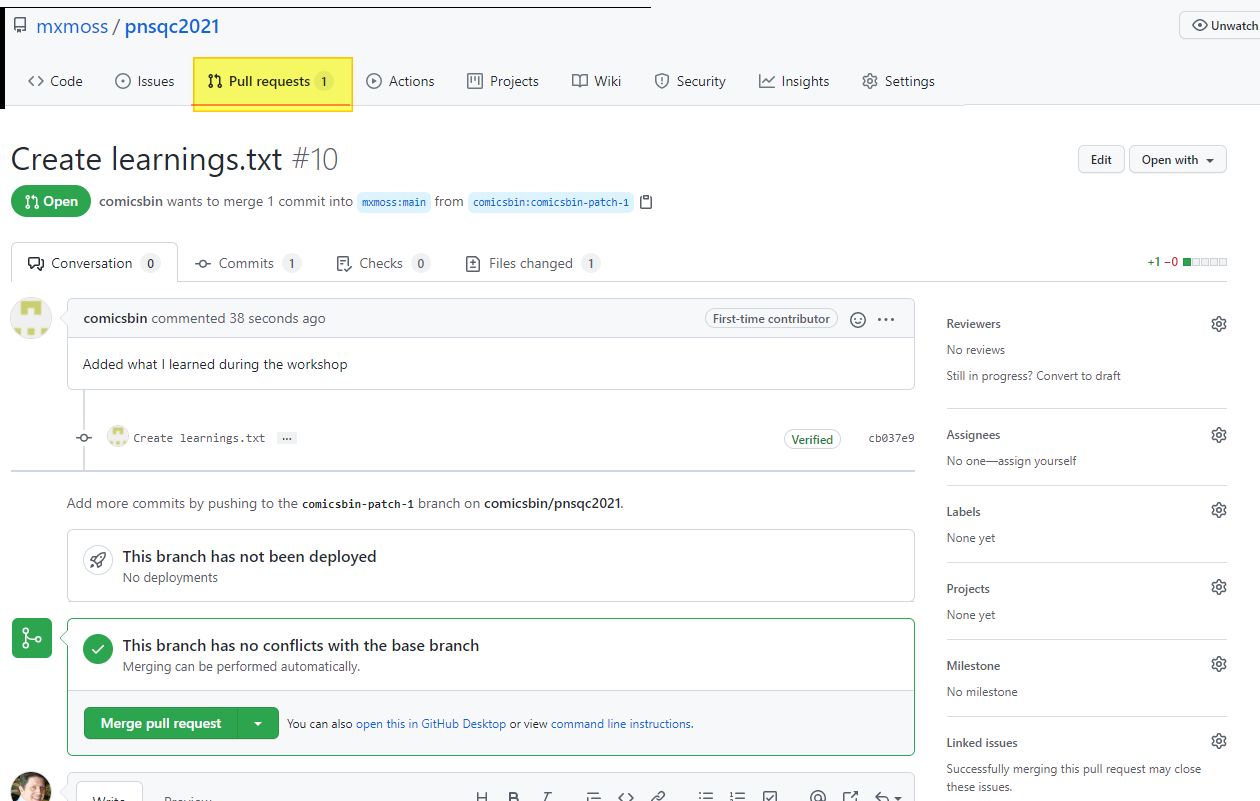 mxmoss / pnsqc2021
Unwatch
Code Issues Pull requests 1 Actions Projects Wiki Security Insights Settings
Create learnings.txt #10
Edit Open with
Open comicsbin wants to merge 1 commit into mxmoss:main from comicsbin:comicsbin-patch-1
Conversation 0 Commits 1 Checks 0 Files changed 1
+1 −0
comicsbin commented 38 seconds ago
First-time contributor
Added what I learned during the workshop
Create learnings.txt ...
Verified cb037e9
Add more commits by pushing to the comicsbin-patch-1 branch on comicsbin/pnsqc2021.
This branch has not been deployed
No deployments
This branch has no conflicts with the base branch
Merging can be performed automatically.
Merge pull request
You can also open this in GitHub Desktop or view command line instructions.
Write Preview
Reviewers
No reviews
Still in progress? Convert to draft
Assignees
No one—assign yourself
Labels
None yet
Projects
None yet
Milestone
No milestone
Linked issues
Successfully merging this pull request may close
these issues.